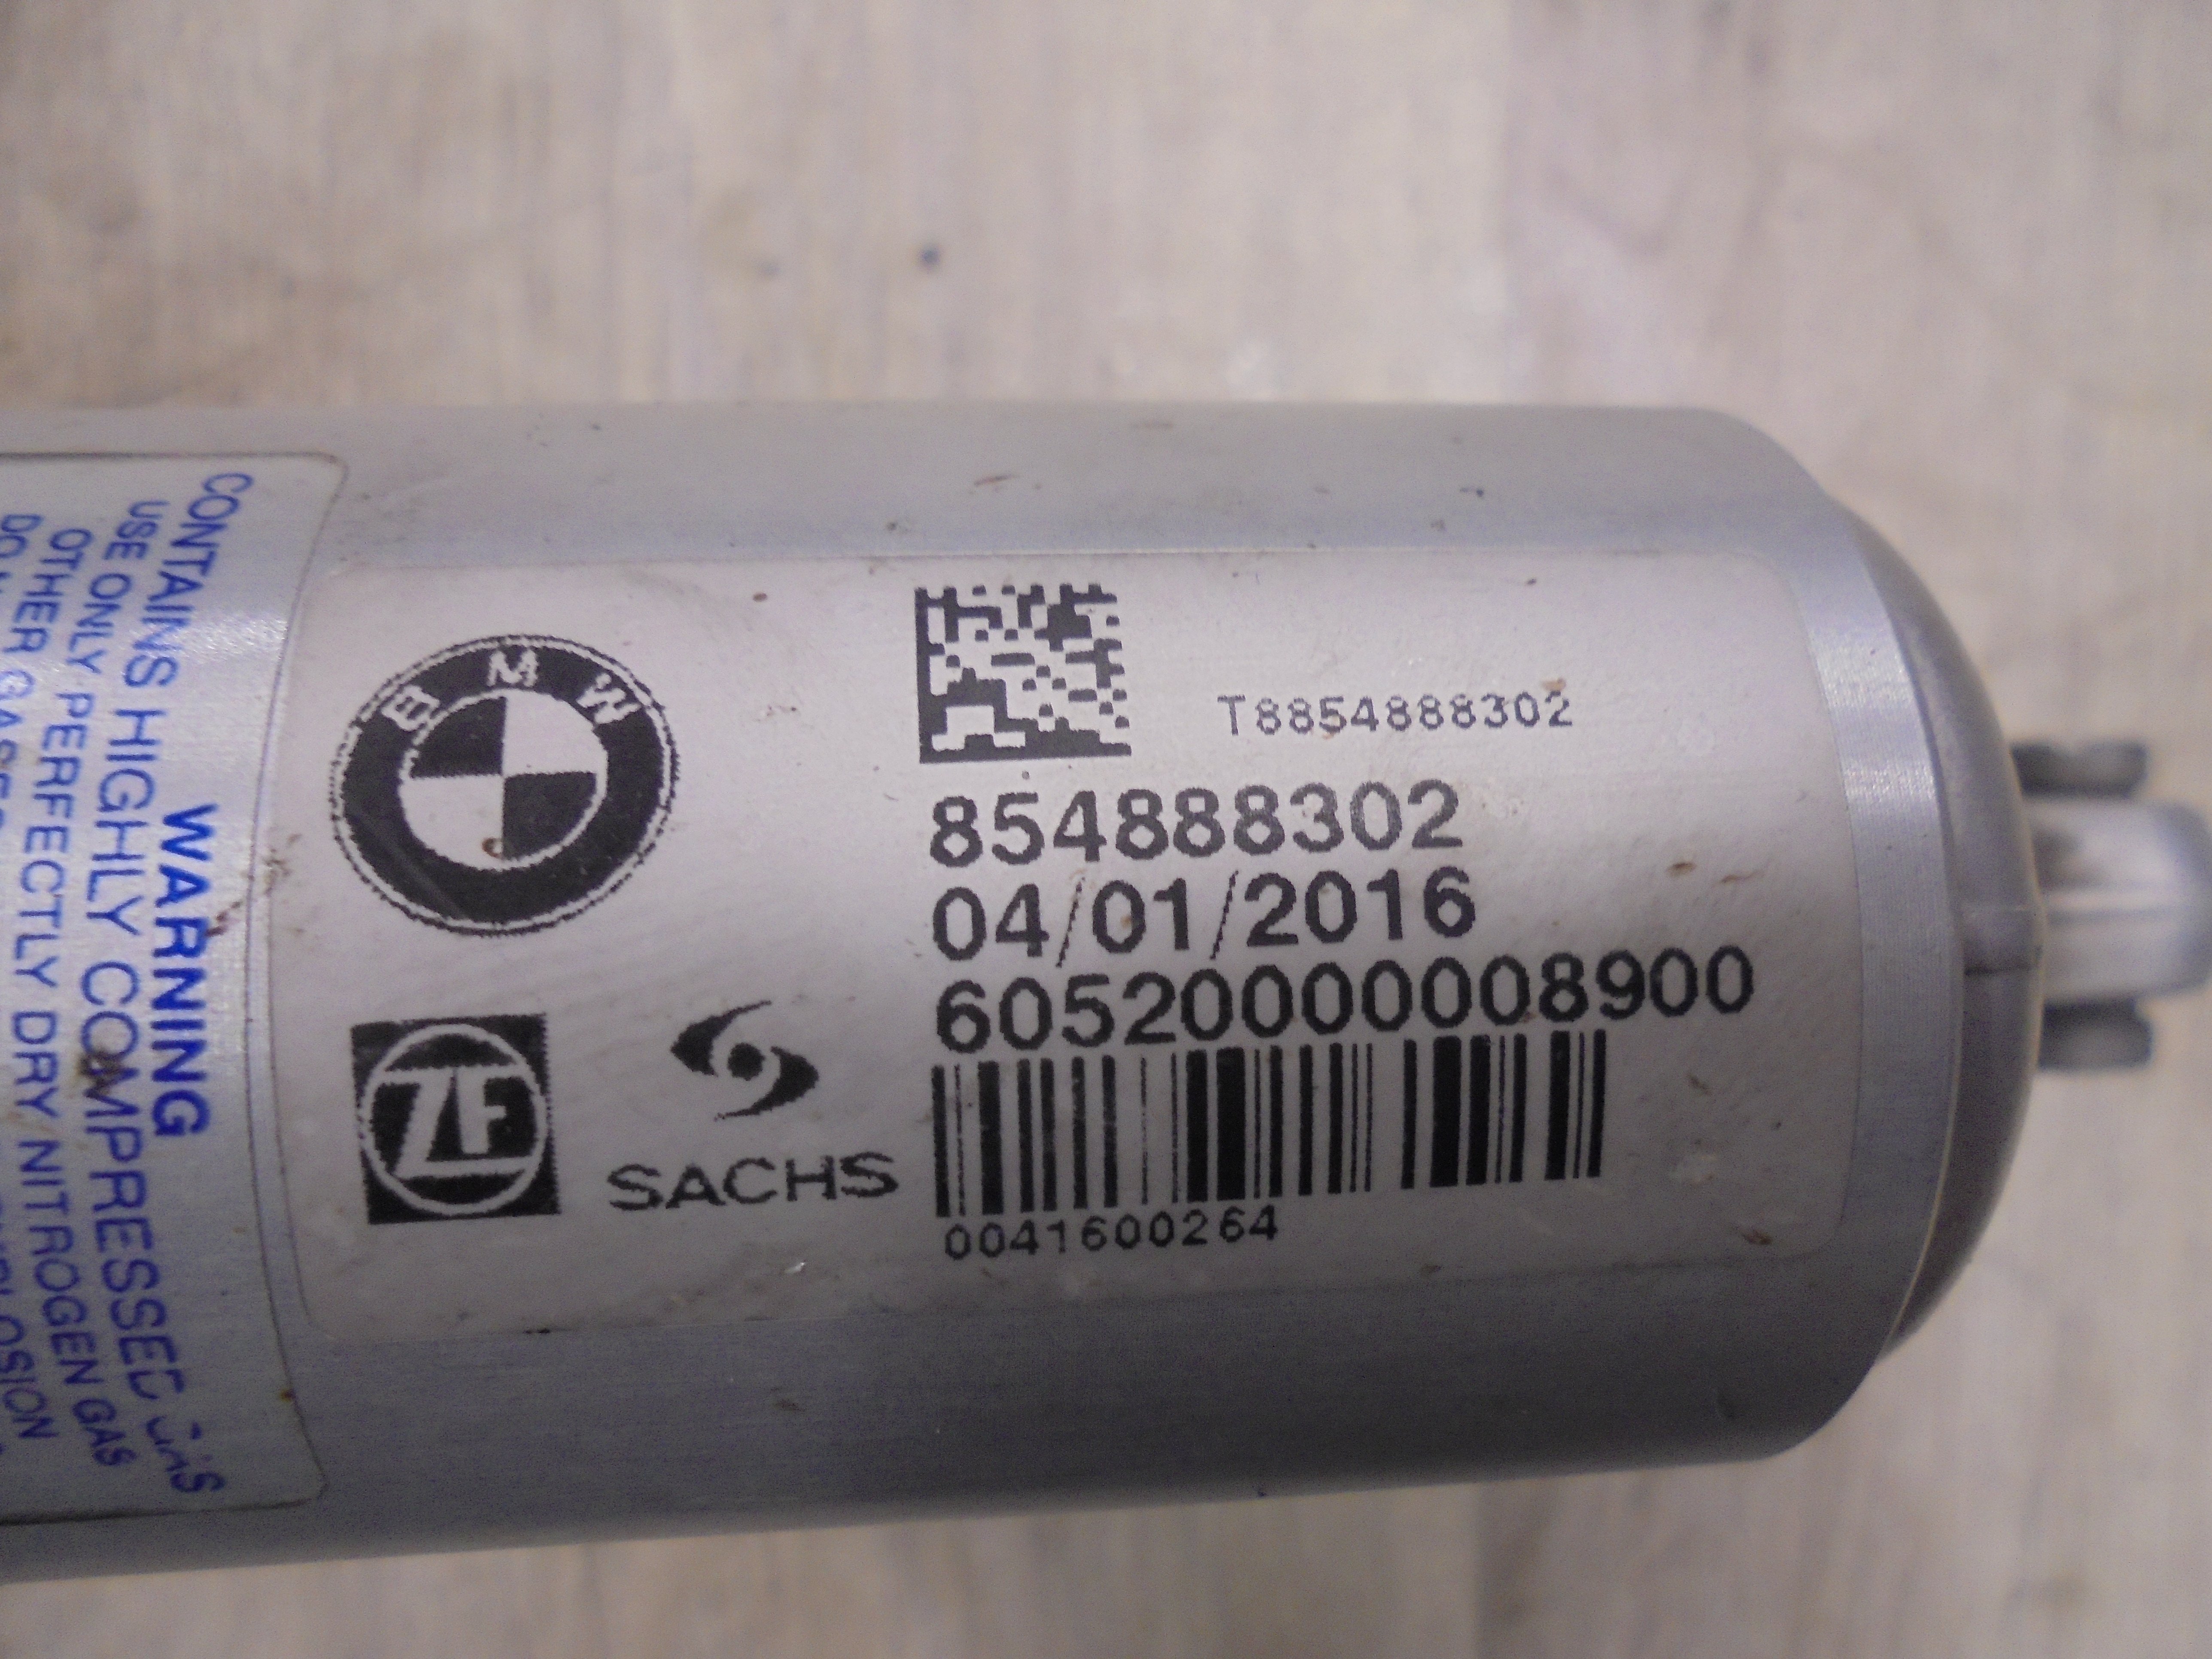 WARNING
CONTAINS HIGHLY COMPRESSED GAS
USE ONLY PERFECTLY DRY NITROGEN GAS
BMW
T8854888302
854888302
04/01/2016
60520000008900
ZF
SACHS
0041600264